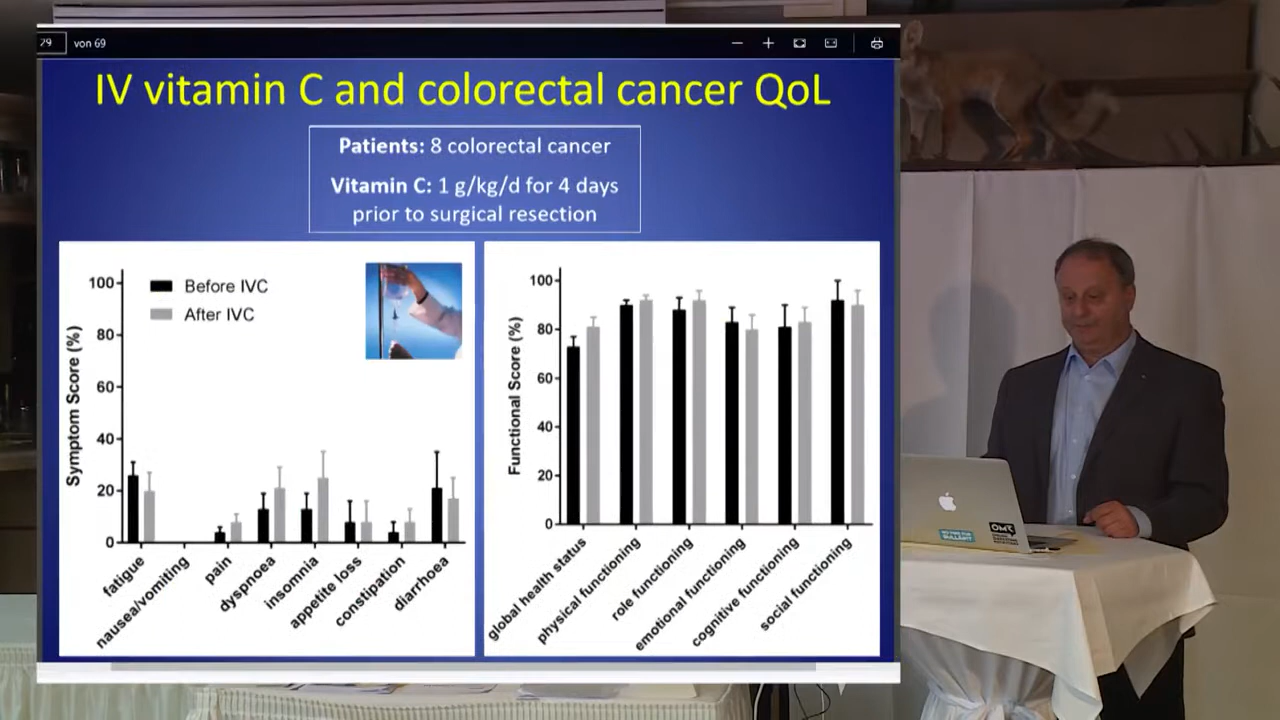 29 von 69
IV vitamin C and colorectal cancer QoL
Patients: 8 colorectal cancer
Vitamin C: 1 g/kg/d for 4 days
prior to surgical resection
Symptom Score (%)
100
80
60
40
20
0
Before IVC
After IVC
fatigue
nausea/vomiting
pain
dyspnoea
insomnia
appetite loss
constipation
diarrhoea
Functional Score (%)
100
80
60
40
20
0
global health status
physical functioning
role functioning
emotional functioning
cognitive functioning
social functioning